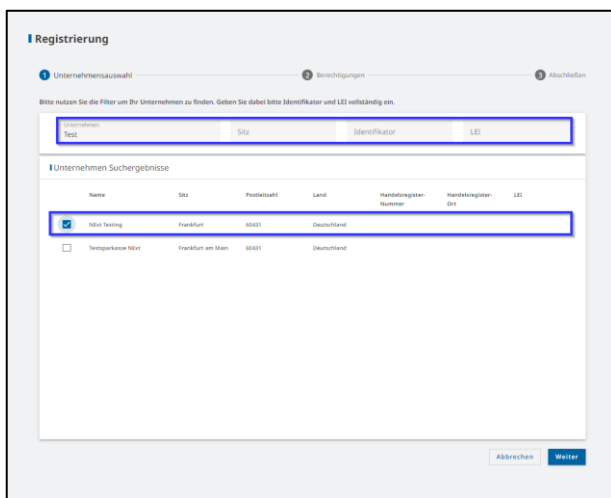 Registrierung
1 Unternehmensauswahl 2 Berechtigungen 3 Abschließen
Bitte nutzen Sie die Filter um Ihr Unternehmen zu finden. Geben Sie dabei bitte Identifikator und LEI vollständig ein.
Unternehmen
Test Sitz Identifikator LEI
Unternehmen Suchergebnisse
Name Sitz Postleitzahl Land Handelsregister-Nummer Handelsregister-Ort LEI
NExt Testing Frankfurt 60431 Deutschland
Testsparkasse NExt Frankfurt am Main 60431 Deutschland
Abbrechen Weiter